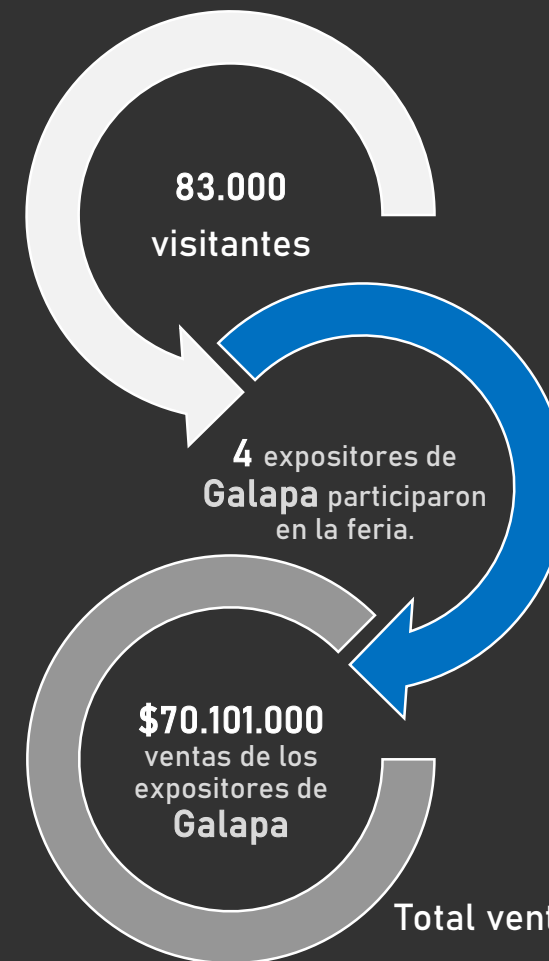 83.000
visitantes
4 expositores de
Galapa participaron
en la feria.
$70.101.000
ventas de los
expositores de
Galapa
Total